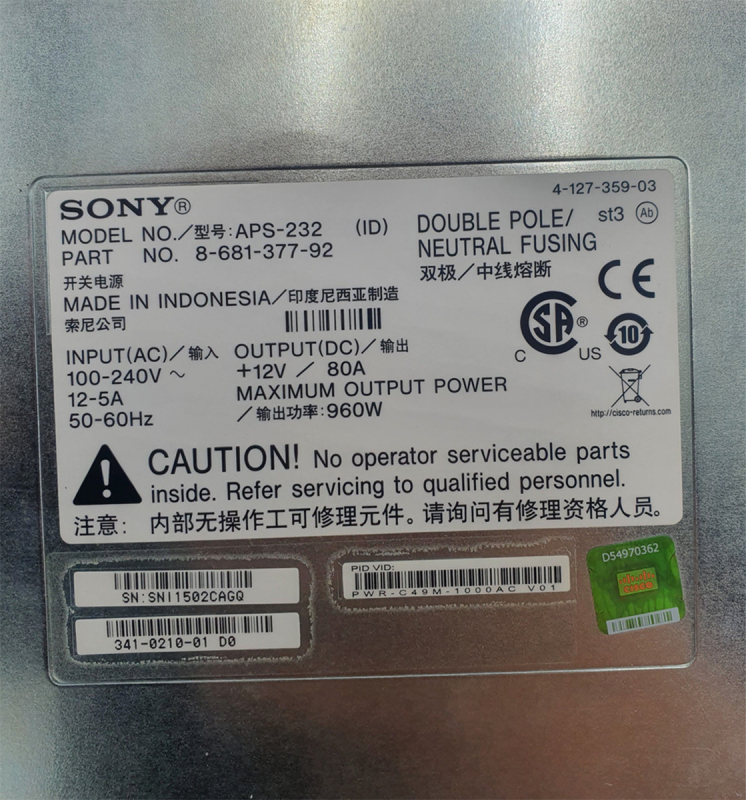 4-127-359-03
SONY®
MODEL NO./型号: APS-232 (ID)
PART NO. 8-681-377-92
DOUBLE POLE/ st3 Ab
NEUTRAL FUSING
双极/中线熔断
开关电源
MADE IN INDONESIA/印度尼西亚制造
索尼公司
CE
C SA ® US
10
INPUT(AC)/输入 OUTPUT(DC)/输出
100-240V ~ +12V / 80A
12-5A MAXIMUM OUTPUT POWER
50-60Hz /输出功率: 960W
http://cisco-returns.com
CAUTION! No operator serviceable parts
inside. Refer servicing to qualified personnel.
注意: 内部无操作工可修理元件。请询问有修理资格人员。
SN:SNI1502CAGQ
341-0210-01 D0
PID VID:
PWR-C49M-1000AC V01
D54970362